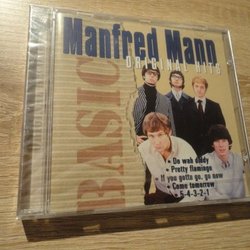 Manfred Mann
ORIGINAL HITS
BASIC
• Do wah diddy
• Pretty flamingo
• If you gotta go, go now
• Come tomorrow
• 5-4-3-2-1